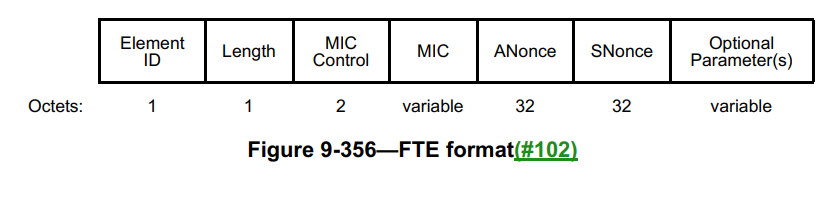 Element ID Length MIC Control MIC ANonce SNonce Optional Parameter(s)
Octets: 1 1 2 variable 32 32 variable
Figure 9-356—FTE format(#102)